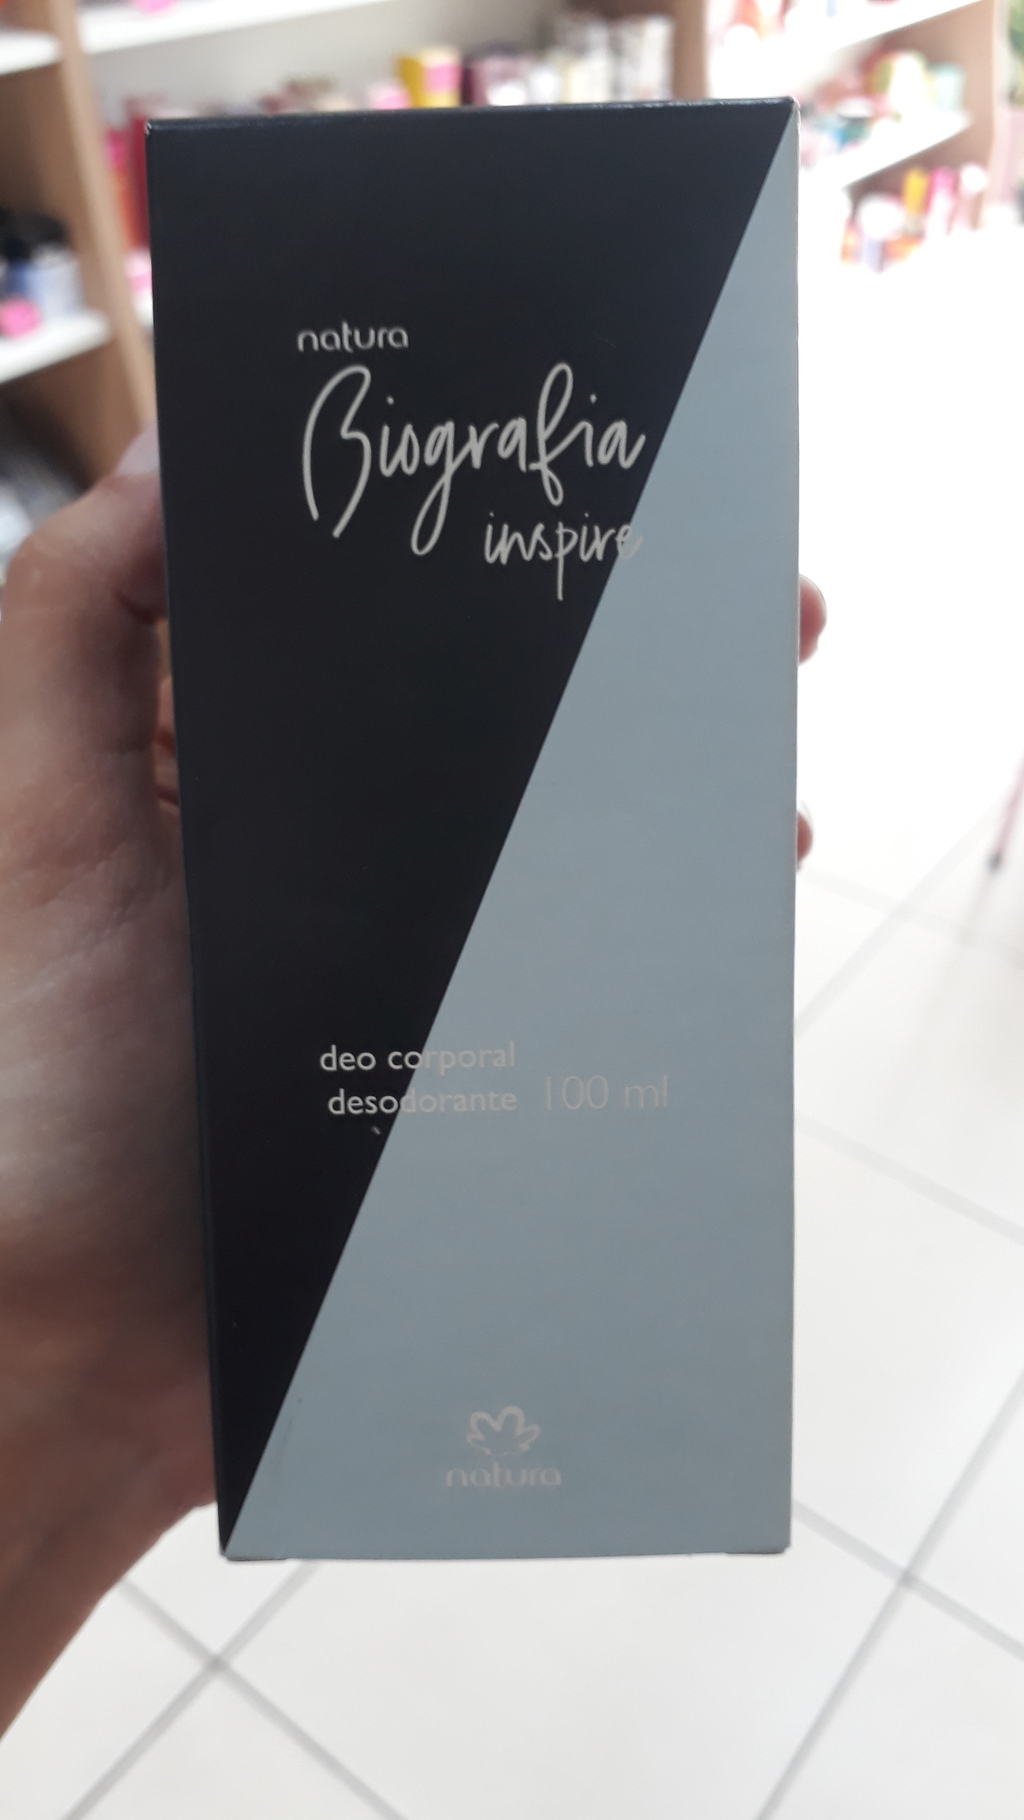 natura
Biografia
inspire
deo corporal
desodorante 100 ml
natura